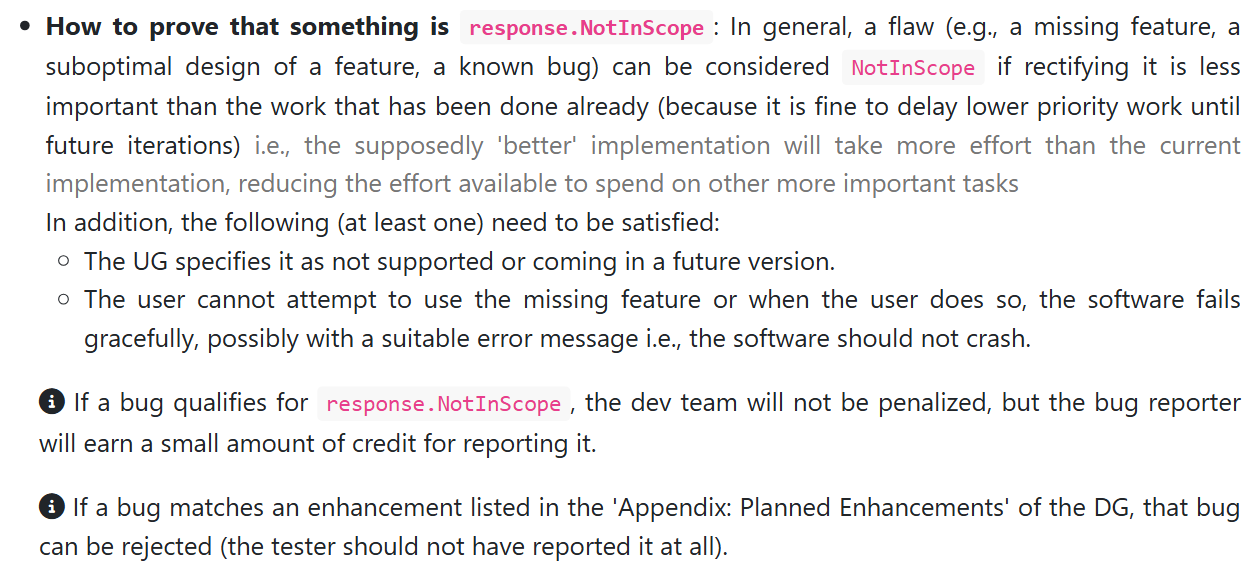 • How to prove that something is response.NotInScope: In general, a flaw (e.g., a missing feature, a
suboptimal design of a feature, a known bug) can be considered NotInScope if rectifying it is less
important than the work that has been done already (because it is fine to delay lower priority work until
future iterations) i.e., the supposedly 'better' implementation will take more effort than the current
implementation, reducing the effort available to spend on other more important tasks
In addition, the following (at least one) need to be satisfied:
○ The UG specifies it as not supported or coming in a future version.
○ The user cannot attempt to use the missing feature or when the user does so, the software fails
gracefully, possibly with a suitable error message i.e., the software should not crash.
If a bug qualifies for response.NotInScope, the dev team will not be penalized, but the bug reporter
will earn a small amount of credit for reporting it.
If a bug matches an enhancement listed in the 'Appendix: Planned Enhancements' of the DG, that bug
can be rejected (the tester should not have reported it at all).